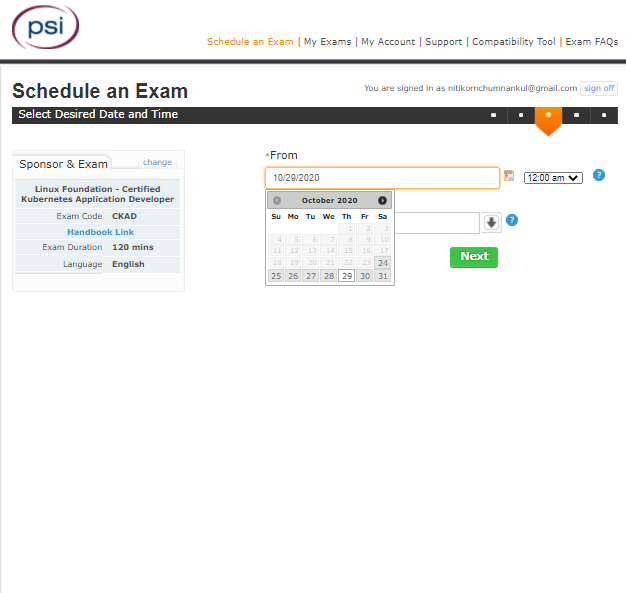 psi
Schedule an Exam | My Exams | My Account | Support | Compatibility Tool | Exam FAQs
Schedule an Exam
You are signed in as nitikornchumnankul@gmail.com sign off
Select Desired Date and Time
Sponsor & Exam change
Linux Foundation - Certified
Kubernetes Application Developer
Exam Code CKAD
Handbook Link
Exam Duration 120 mins
Language English
*From
10/29/2020
12:00 am
?
October 2020
Su Mo Tu We Th Fr Sa
1 2 3
4 5 6 7 8 9 10
11 12 13 14 15 16 17
18 19 20 21 22 23 24
25 26 27 28 29 30 31
?
Next